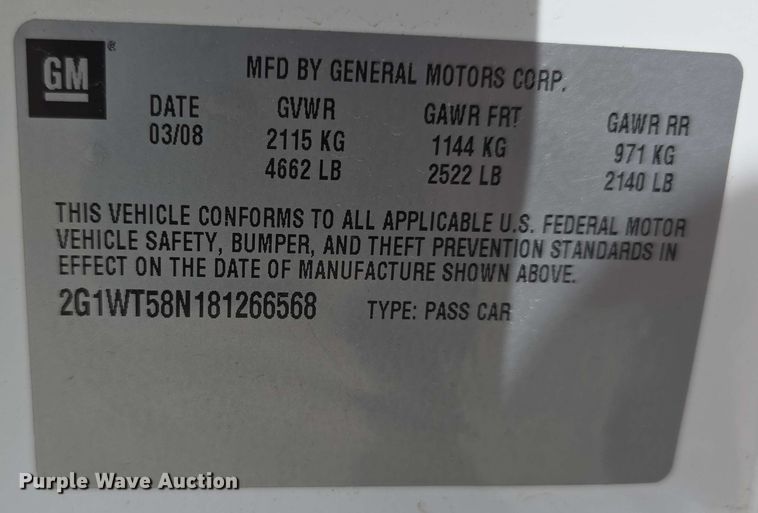 GM®
MFD BY GENERAL MOTORS CORP.
DATE GVWR GAWR FRT GAWR RR
03/08 2115 KG 1144 KG 971 KG
4662 LB 2522 LB 2140 LB
THIS VEHICLE CONFORMS TO ALL APPLICABLE U.S. FEDERAL MOTOR
VEHICLE SAFETY, BUMPER, AND THEFT PREVENTION STANDARDS IN
EFFECT ON THE DATE OF MANUFACTURE SHOWN ABOVE.
2G1WT58N181266568 TYPE: PASS CAR
Purple Wave Auction